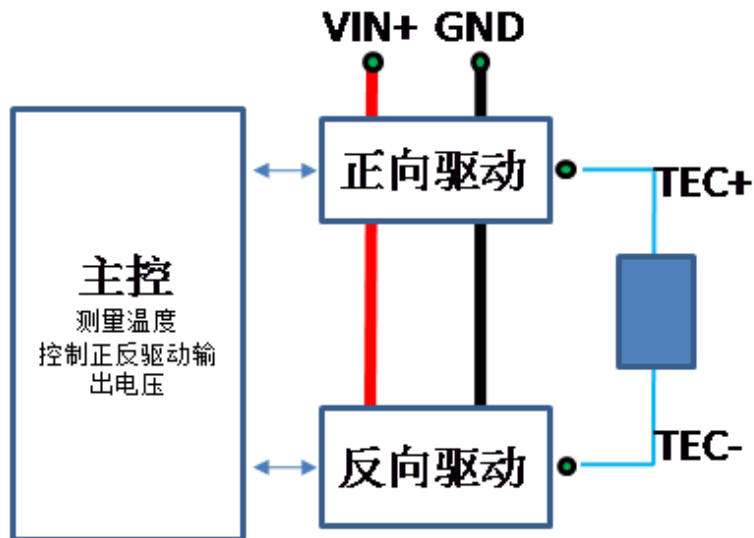 VIN+ GND
正向驱动
TEC+
主控
测量温度
控制正反驱动输
出电压
反向驱动
TEC-